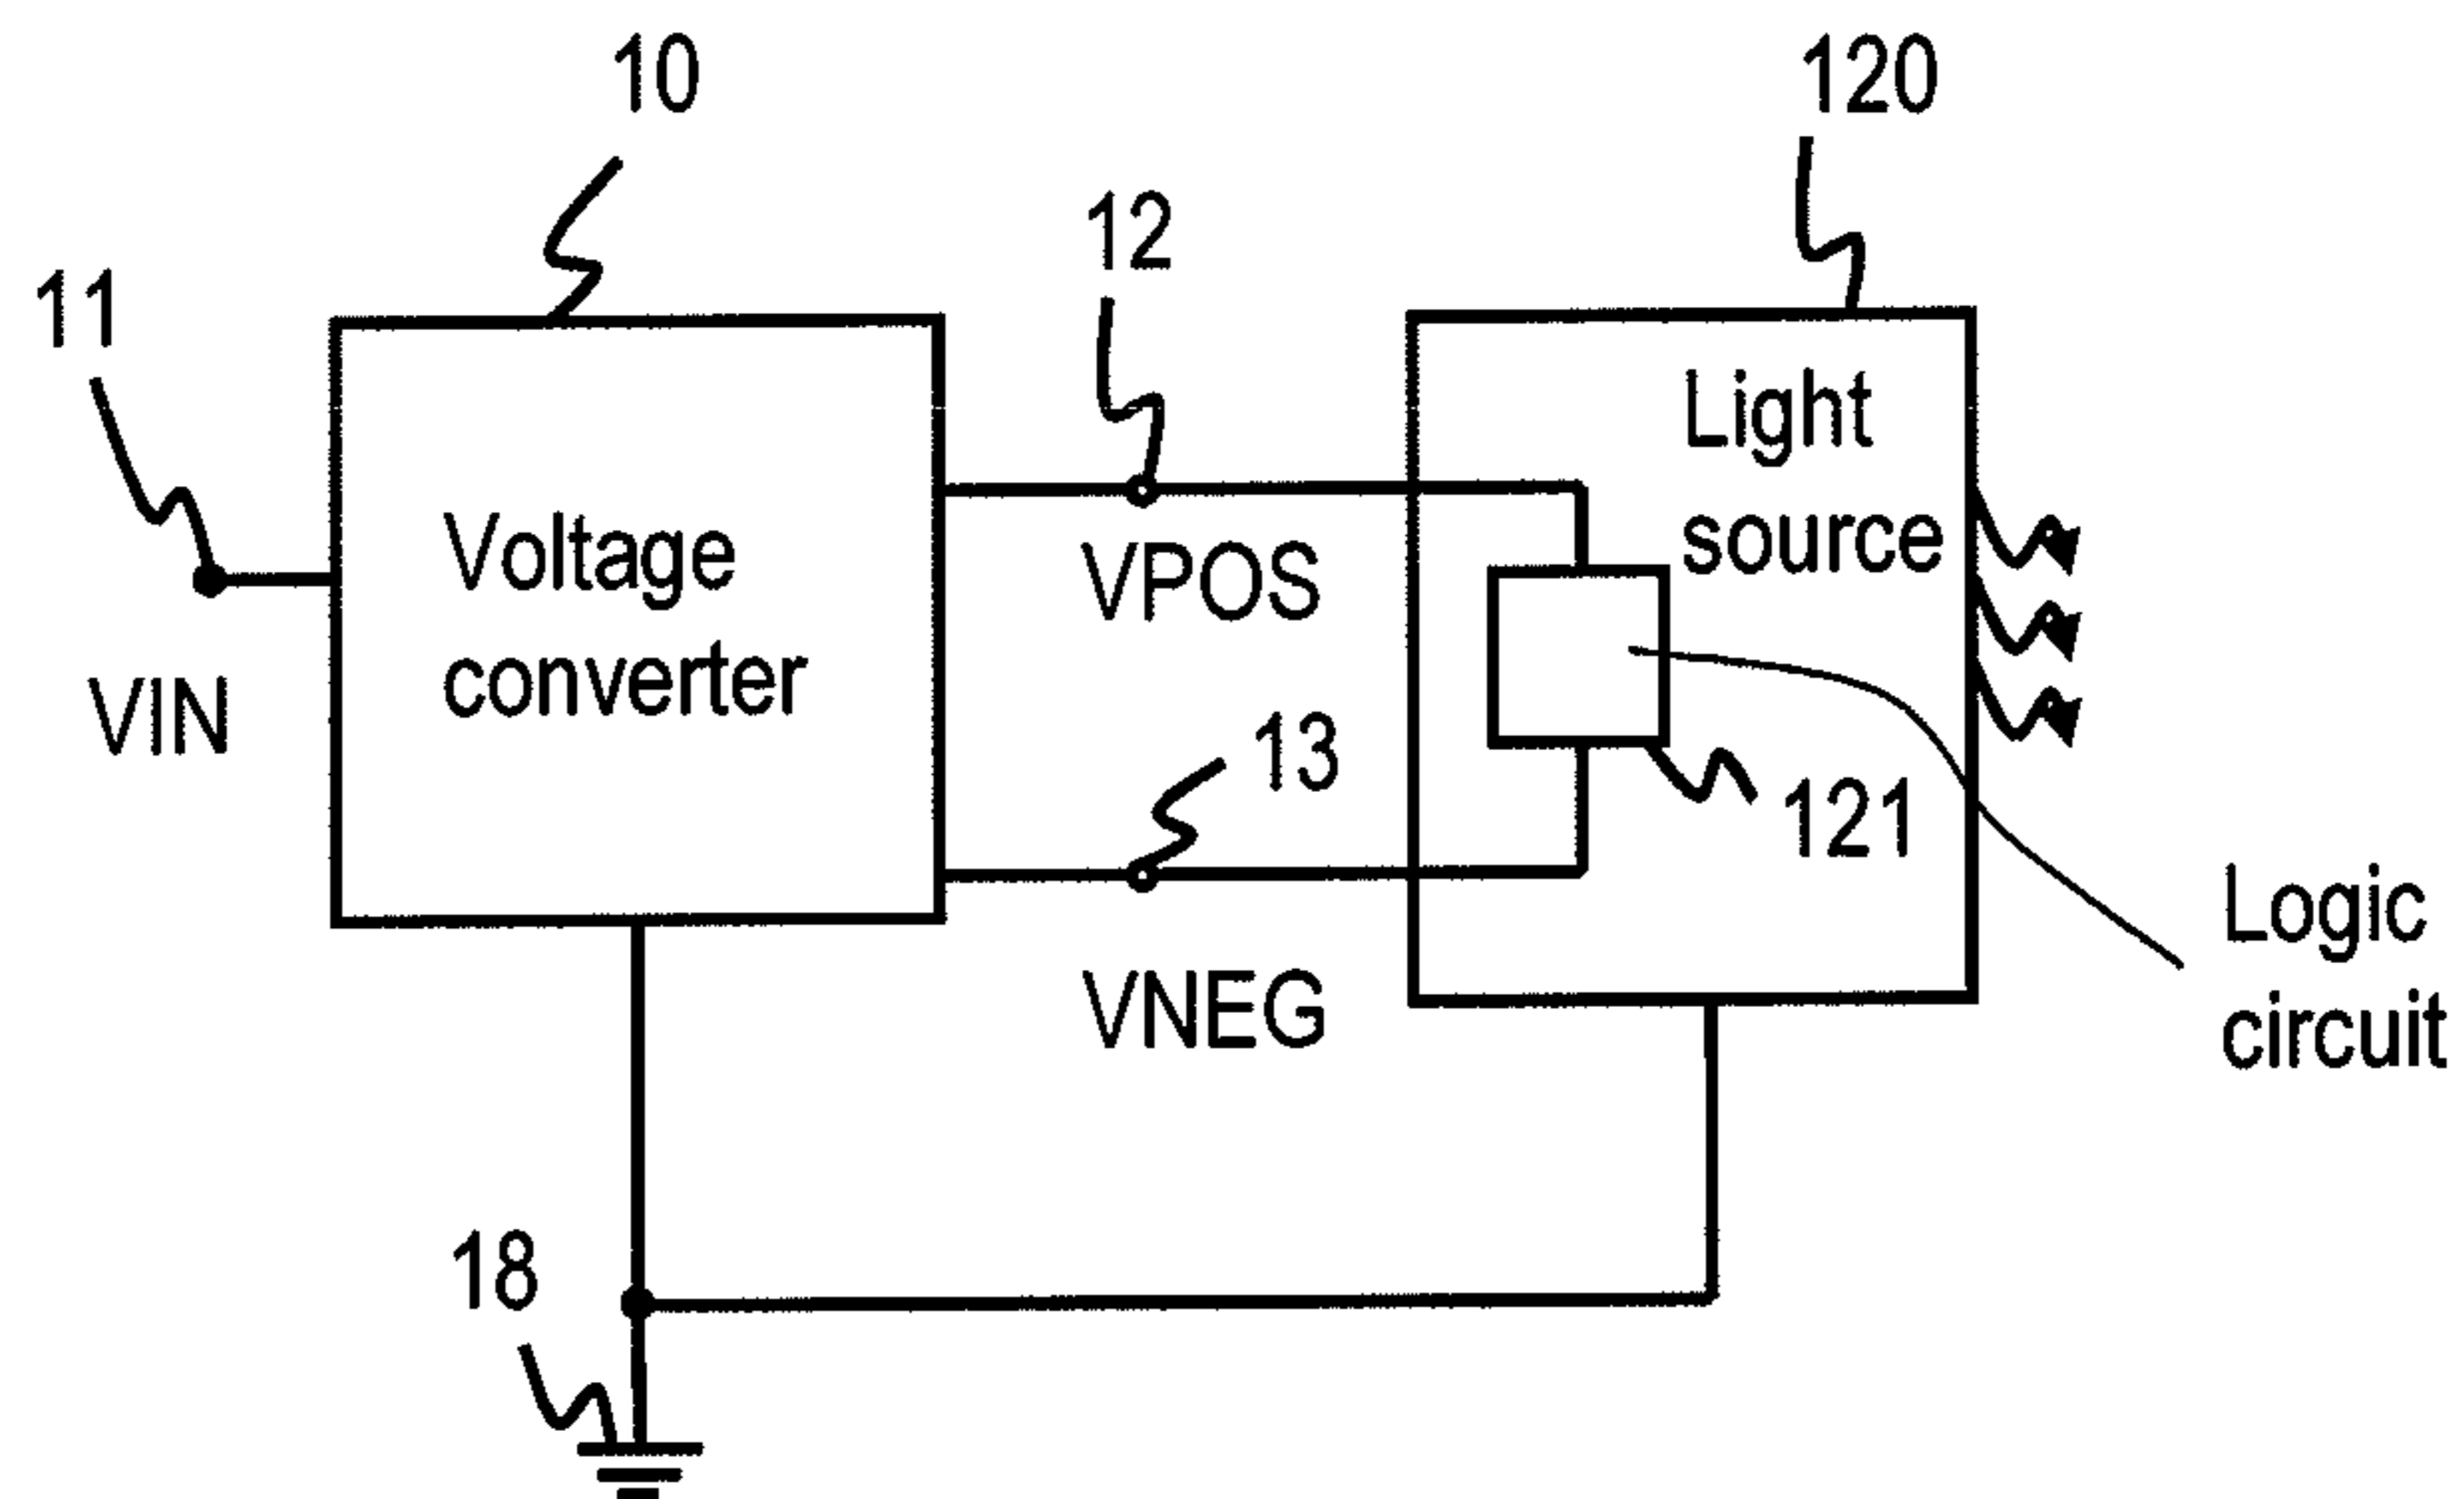 10
120
12
11
Light
source
Voltage
converter
VPOS
VIN
13
121
Logic
circuit
VNEG
18